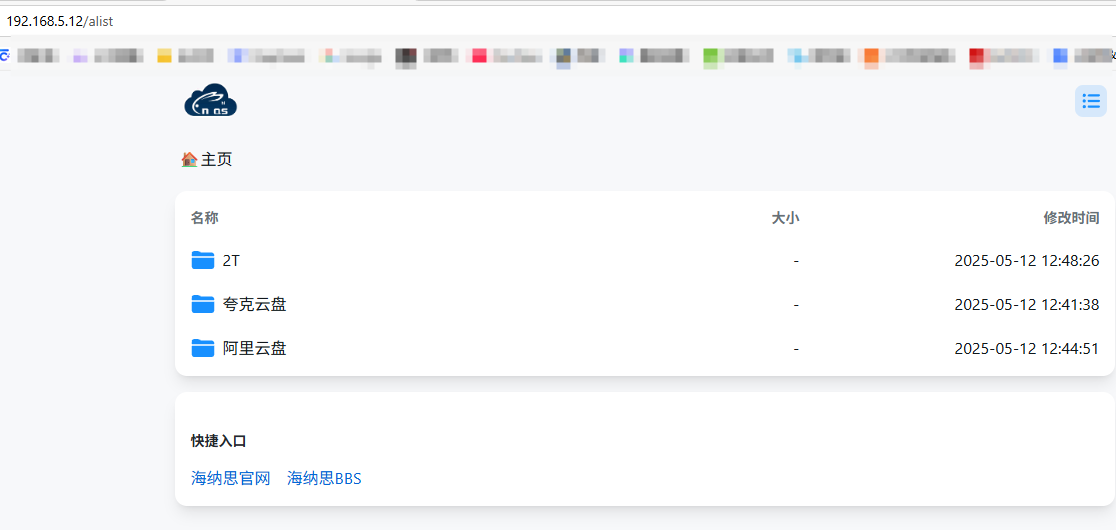 192.168.5.12/alist
主页
名称 大小 修改时间
2T - 2025-05-12 12:48:26
夸克云盘 - 2025-05-12 12:41:38
阿里云盘 - 2025-05-12 12:44:51
快捷入口
海纳思官网 海纳思BBS